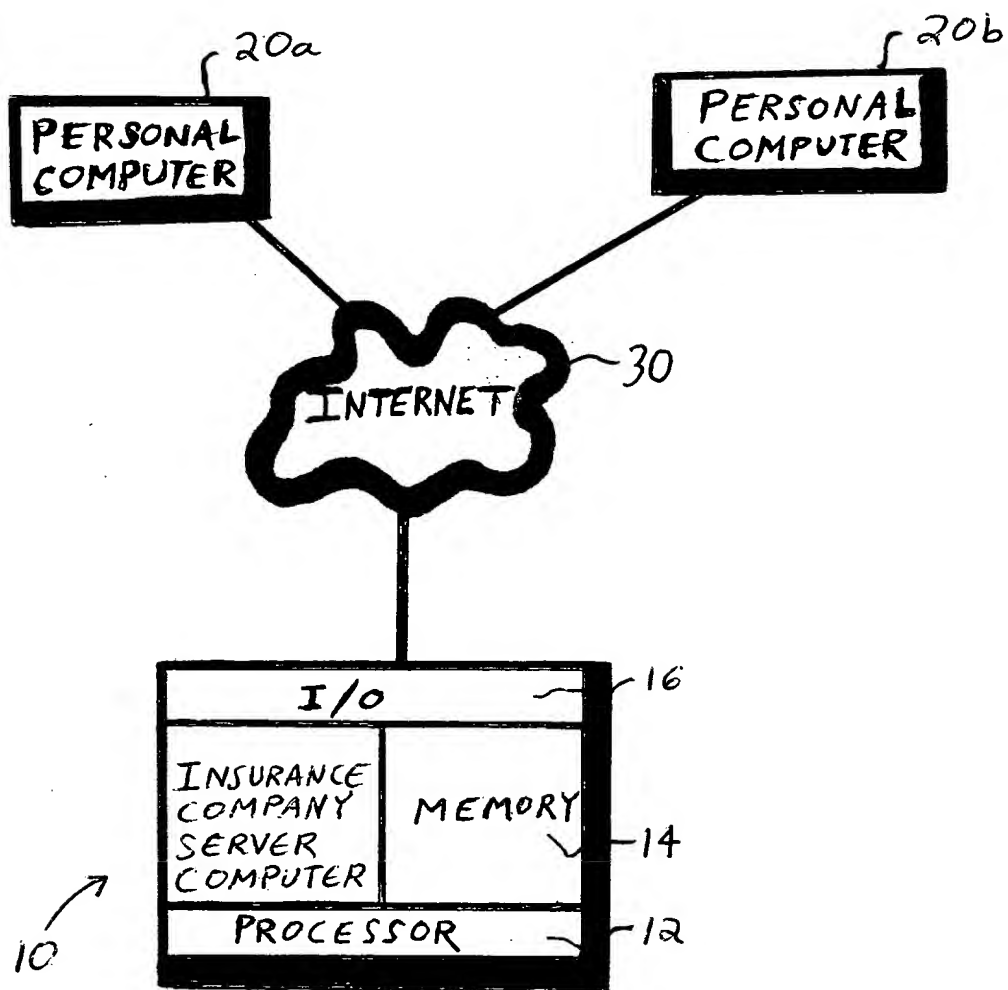 20a
20b
PERSONAL
COMPUTER
PERSONAL
COMPUTER
30
INTERNET
I/O
16
INSURANCE
COMPANY
SERVER
COMPUTER
MEMORY
14
PROCESSOR
12
10